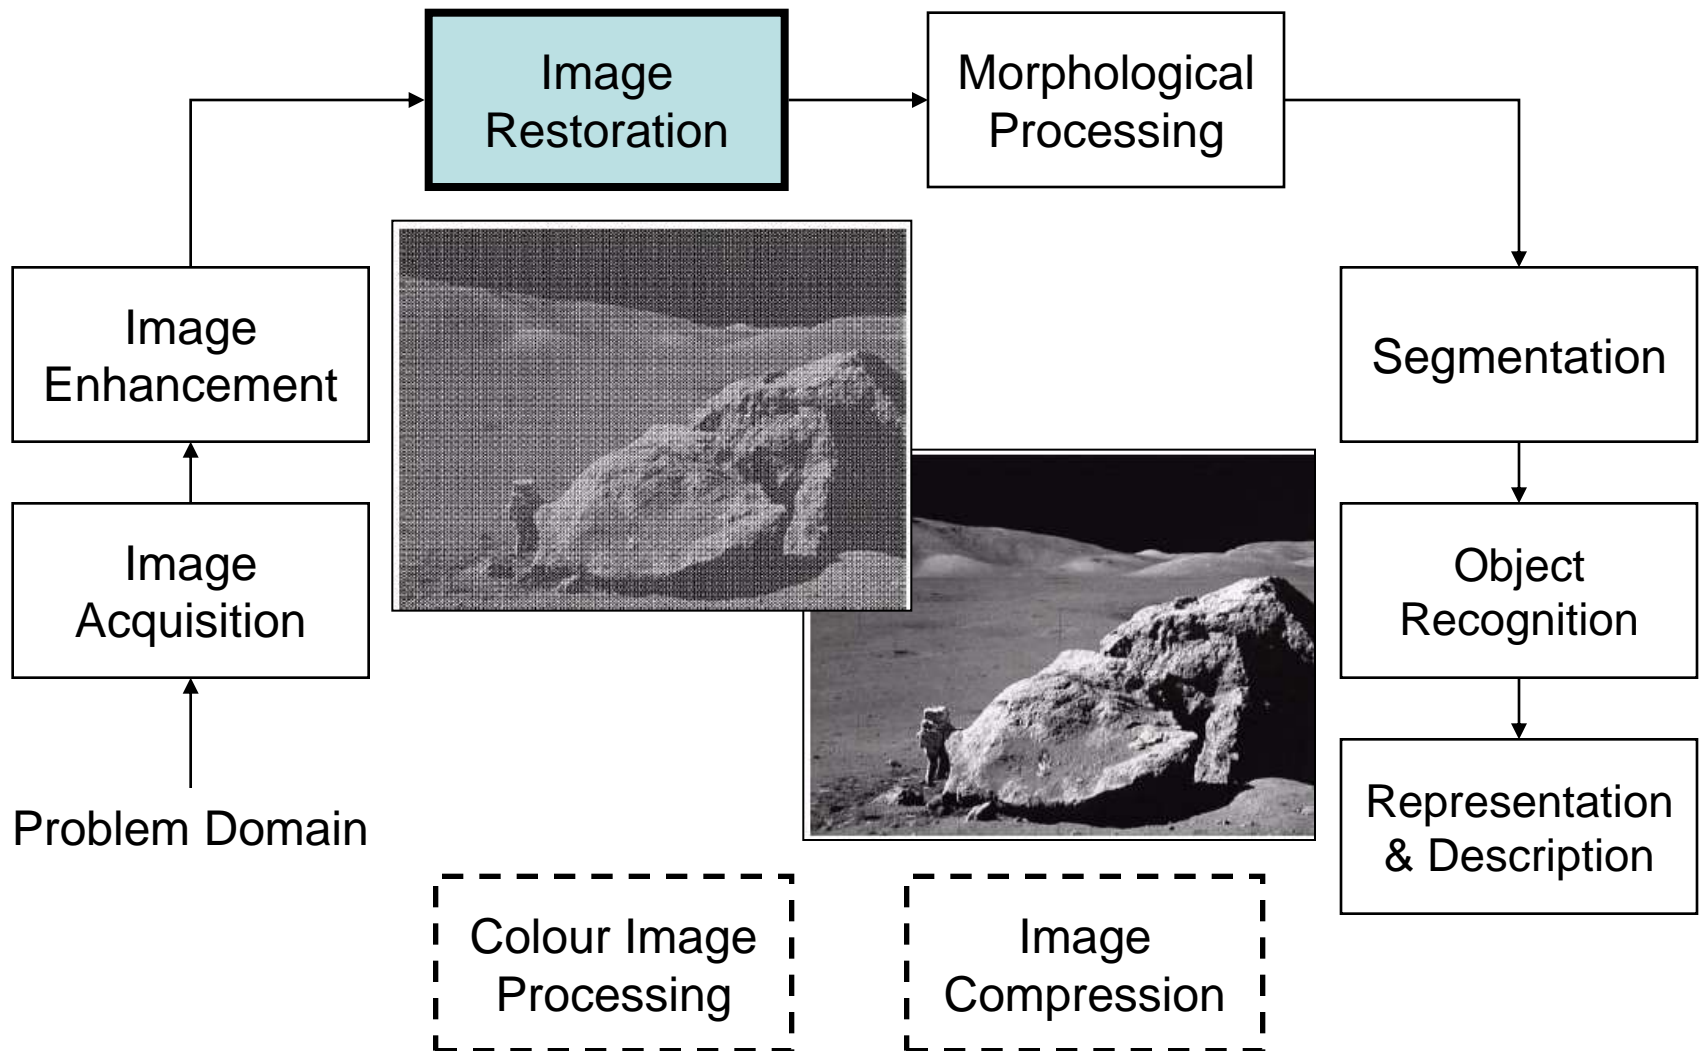 Image
Restoration
Morphological
Processing
Image
Enhancement
Segmentation
Image
Acquisition
Object
Recognition
Problem Domain
Representation
& Description
Colour Image
Processing
Image
Compression